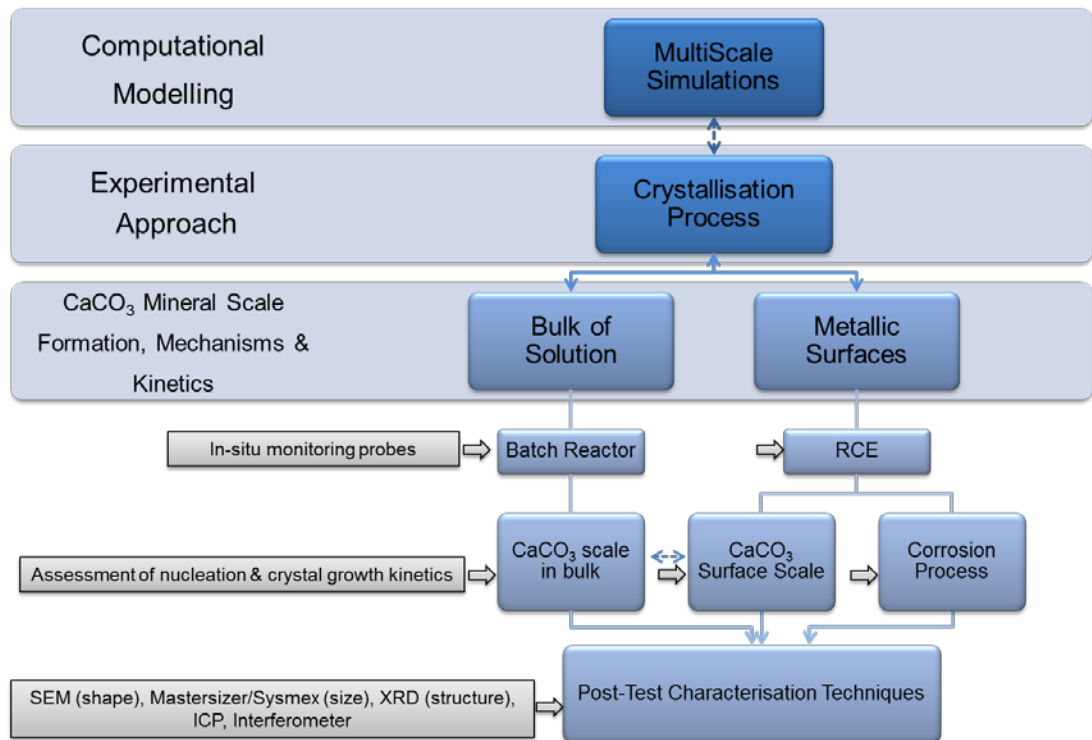 Computational
Modelling
MultiScale
Simulations
Experimental
Approach
Crystallisation
Process
CaCO₃ Mineral Scale
Formation, Mechanisms &
Kinetics
Bulk of
Solution
Metallic
Surfaces
In-situ monitoring probes
Batch Reactor
RCE
Assessment of nucleation & crystal growth kinetics
CaCO₃ scale
in bulk
CaCO₃
Surface Scale
Corrosion
Process
SEM (shape), Mastersizer/Sysmex (size), XRD (structure),
ICP, Interferometer
Post-Test Characterisation Techniques